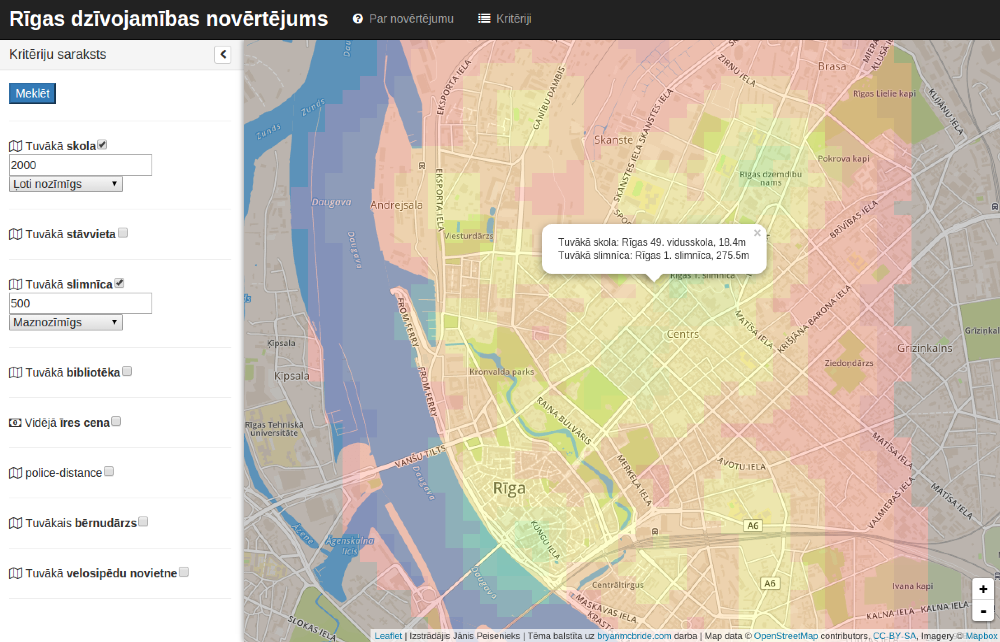 Rīgas dzīvojamības novērtējums
Par novērtējumu
Kritēriji
Kritēriju saraksts
Meklēt
Tuvākā skola
2000
Ļoti nozīmīgs
Tuvākā stāvvieta
Tuvākā slimnīca
500
Maznozīmīgs
Tuvākā bibliotēka
Vidējā īres cena
police-distance
Tuvākais bērnudārzs
Tuvākā velosipēdu novietne
Zunds
Zunds
EKSPORTA IELA
GANĪBU DAMBIS
ZIRŅU IELA
Brasa
Rīgas Lielie kapi
KLIJĀNU IELA
Skanste
SKANSTES IELA
SKANSTES IELA
SKANSTES IELA
Pokrova kapi
Rīgas dzemdību
nams
Daugava
Andrejsala
EKSPORTA IELA
Daugava
Viesturdārzs
BRĪVĪBAS IELA
Tuvākā skola: Rīgas 49. vidusskola, 18.4m
Tuvākā slimnīca: Rīgas 1. slimnīca, 275.5m
Rīgas 1. slimnīca
FROM FERRY
Centrs
MATĪSA IELA
KRIŠJĀŅA BARONA IELA
Grīziņkal
Grīziņkalns
Ķīpsala
Ķīpsala
Kronvalda parks
Ziedoņdārzs
FROM FERRY
RAIŅA BULVĀRIS
Rīgas Tehniskā
universitāte
VANŠU TILTS
MERĶEĻA IELA
AVOTU IELA
MATĪSA IELA
MATĪSA IELA
VALMIERAS IELA
Daugava
Rīga
KUNGU IELA
A6
Āzene
Āgenskalna
līcis
Daugava
Centrāltirgus
A6
Ivana kapi
MASKAVAS IELA
KALNA IELA
KALNA IELA
SLOKAS IELA
+
-
Leaflet | Izstrādājis Jānis Peisenieks | Tēma balstīta uz bryanmcbride.com darba | Map data © OpenStreetMap contributors, CC-BY-SA, Imagery © Mapbox